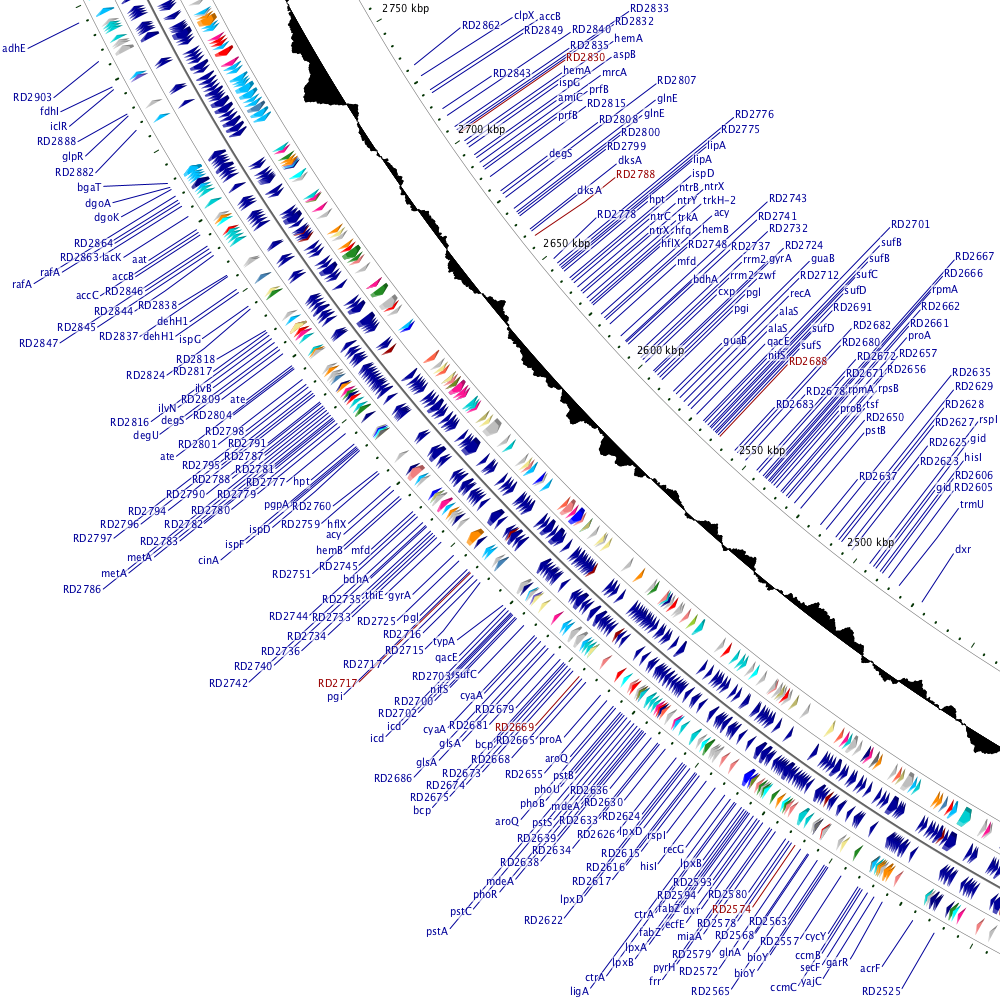 2750 kbp
RD2833
clpX
accB
RD2832
RD2862
RD2849
RD2840
hemA
adhE
RD2835
RD2830
aspB
hemA
mrcA
RD2843
ispG
RD2807
prfB
RD2903
amiC
glnE
RD2815
fdhI
prfB
glnE
RD2776
RD2808
iclR
2700 kbp
RD2800
RD2775
RD2888
RD2799
lipA
degS
glpR
dksA
lipA
RD2882
RD2788
ispD
bgaT
dksA
ntrB
ntrX
dgoA
hpt
ntrY
trkH-2
RD2743
dgoK
RD2778
ntrC
trkA
acy
RD2741
RD2701
ntrX
hfq
hemB
RD2732
RD2864
2650 kbp
hflX
RD2748
RD2737
RD2724
sufB
RD2863
lacK
aat
mfd
rrm2
gyrA
guaB
sufB
RD2667
rafA
accB
bdhA
rrm2
zwf
RD2712
sufC
RD2666
rafA
accC
RD2846
cxp
pgl
recA
sufD
rpmA
RD2844
RD2838
pgi
alaS
RD2691
RD2662
RD2845
dehH1
alaS
sufD
RD2682
RD2661
RD2847
RD2837
dehH1
ispG
guaB
qacE
sufS
RD2680
proA
2600 kbp
nifS
RD2688
RD2672
RD2657
RD2818
RD2671
RD2656
RD2635
RD2824
RD2817
RD2678
rpmA
rpsB
RD2629
ilvB
RD2683
proB
tsf
RD2628
ilvN
RD2809
ate
RD2650
RD2627
rspI
RD2816
degS
RD2804
pstB
RD2625
gid
degU
RD2798
2550 kbp
RD2623
hisI
RD2801
RD2791
RD2637
RD2606
ate
RD2787
gid
RD2605
RD2795
RD2781
trmU
RD2788
RD2777
hpt
RD2790
RD2779
pgpA
RD2760
2500 kbp
RD2794
RD2780
dxr
RD2796
RD2782
ispD
RD2759
hflX
RD2797
RD2783
ispF
acy
metA
cinA
hemB
mfd
metA
RD2751
RD2745
RD2786
bdhA
RD2735
thiE
gyrA
RD2744
RD2733
RD2725
pgl
RD2734
RD2716
typA
RD2736
RD2715
qacE
RD2740
RD2717
RD2703
sufC
RD2742
RD2717
nifS
cyaA
pgi
RD2700
RD2679
RD2702
RD2681
RD2669
icd
cyaA
RD2665
proA
icd
glsA
bcp
RD2668
aroQ
glsA
RD2673
RD2655
pstB
RD2686
RD2674
phoU
RD2636
RD2675
phoB
mdeA
RD2630
bcp
aroQ
pstS
RD2633
RD2624
RD2639
RD2626
lpxD
rspI
RD2634
RD2615
recG
RD2638
RD2616
hisI
lpxB
mdeA
RD2617
RD2593
phoR
lpxD
RD2594
RD2580
pstC
RD2622
ctrA
fabZ
dxr
RD2574
pstA
fabZ
ecfE
RD2578
RD2563
lpxA
miaA
RD2568
RD2557
cycY
lpxB
RD2579
glnA
bioY
ccmB
ctrA
pyrH
RD2572
bioY
secF
garR
acrF
ligA
frr
RD2565
ccmC
yajC
RD2525